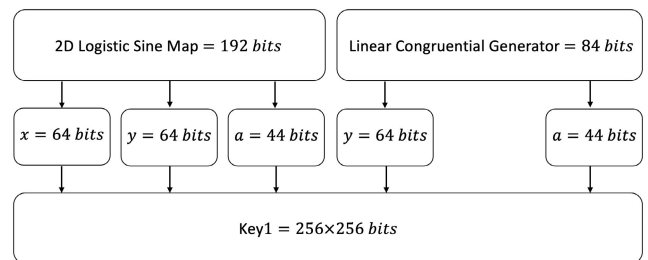 2D Logistic Sine Map = 192 bits
Linear Congruential Generator = 84 bits
x = 64 bits
y = 64 bits
a = 44 bits
y = 64 bits
a = 44 bits
Key1 = 256×256 bits